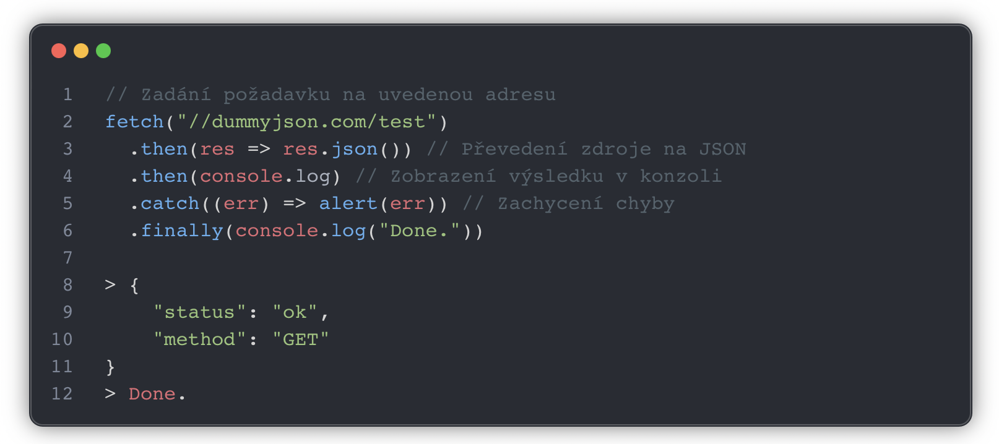 1 // Zadání požadavku na uvedenou adresu
2 fetch("//dummyjson.com/test")
3 .then(res => res.json()) // Převedení zdroje na JSON
4 .then(console.log) // Zobrazení výsledku v konzoli
5 .catch((err) => alert(err)) // Zachycení chyby
6 .finally(console.log("Done."))
7
8 > {
9 "status": "ok",
10 "method": "GET"
11 }
12 > Done.